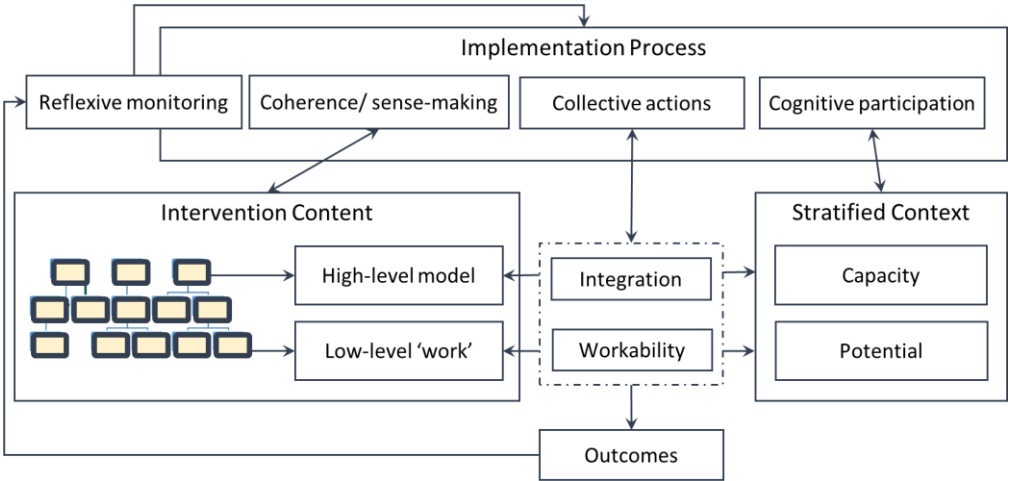 Implementation Process
Reflexive monitoring
Coherence/ sense-making
Collective actions
Cognitive participation
Intervention Content
Stratified Context
High-level model
Integration
Capacity
Low-level ‘work’
Workability
Potential
Outcomes